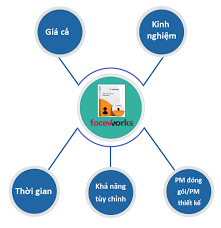 Giá cả
Kinh
nghiệm
faceworks
Thời gian
Khả năng
tùy chỉnh
PM đóng
gói/PM
thiết kế